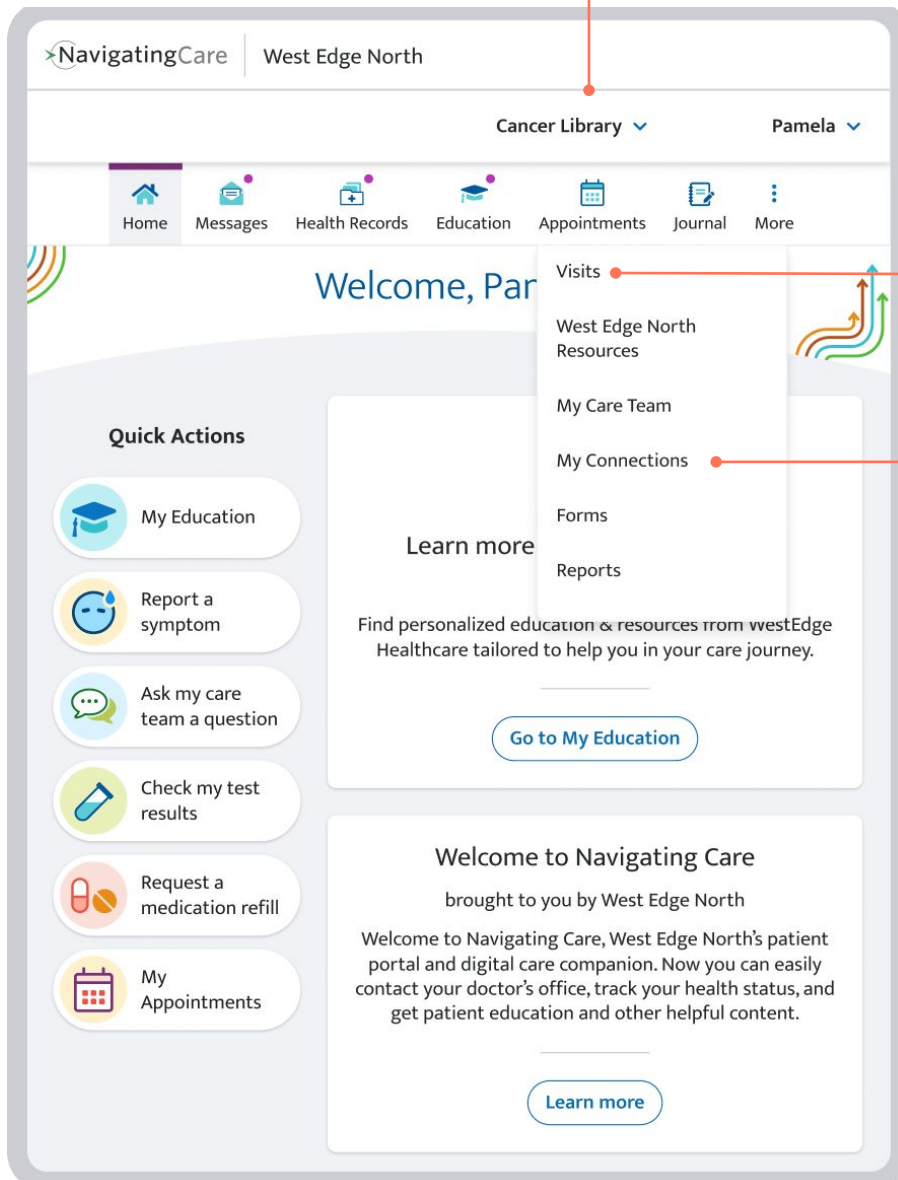 NavigatingCare West Edge North
Cancer Library Pamela
Home Messages Health Records Education Appointments Journal More
Welcome, Pam
Visits
West Edge North
Resources
My Care Team
My Connections
Forms
Reports
Quick Actions
My Education
Report a
symptom
Ask my care
team a question
Check my test
results
Request a
medication refill
My
Appointments
Learn more
Find personalized education & resources from WestEdge
Healthcare tailored to help you in your care journey.
Go to My Education
Welcome to Navigating Care
brought to you by West Edge North
Welcome to Navigating Care, West Edge North’s patient
portal and digital care companion. Now you can easily
contact your doctor’s office, track your health status, and
get patient education and other helpful content.
Learn more